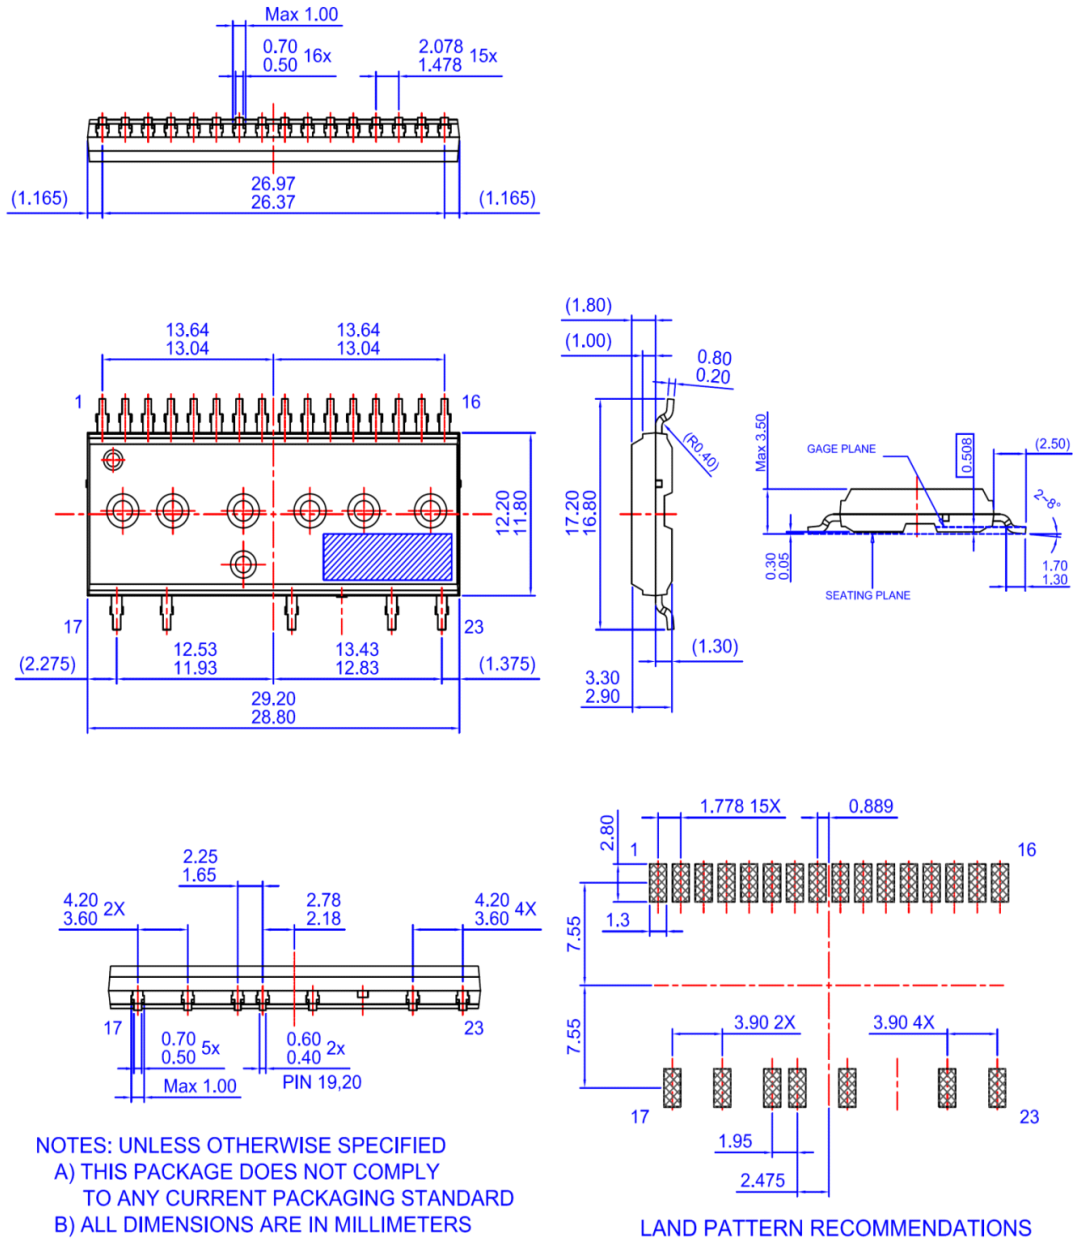 Max 1.00
0.70
0.50 16x
2.078
1.478 15x
(1.165)
26.97
26.37
(1.165)
13.64
13.04
13.64
13.04
1
16
12.20
11.80
17
23
(2.275)
12.53
11.93
13.43
12.83
(1.375)
29.20
28.80
(1.80)
(1.00)
0.80
0.20
(R0.40)
17.20
16.80
(1.30)
3.30
2.90
Max 3.50
GAGE PLANE
0.508
(2.50)
2~8°
0.30
0.05
SEATING PLANE
1.70
1.30
2.25
1.65
4.20
3.60 2X
2.78
2.18
4.20
3.60 4X
17
23
0.70
0.50 5x
Max 1.00
0.60
0.40 2x
PIN 19,20
1.778 15X
0.889
2.80
1
16
1.3
7.55
7.55
3.90 2X
3.90 4X
17
23
1.95
2.475
NOTES: UNLESS OTHERWISE SPECIFIED
A) THIS PACKAGE DOES NOT COMPLY
TO ANY CURRENT PACKAGING STANDARD
B) ALL DIMENSIONS ARE IN MILLIMETERS
LAND PATTERN RECOMMENDATIONS